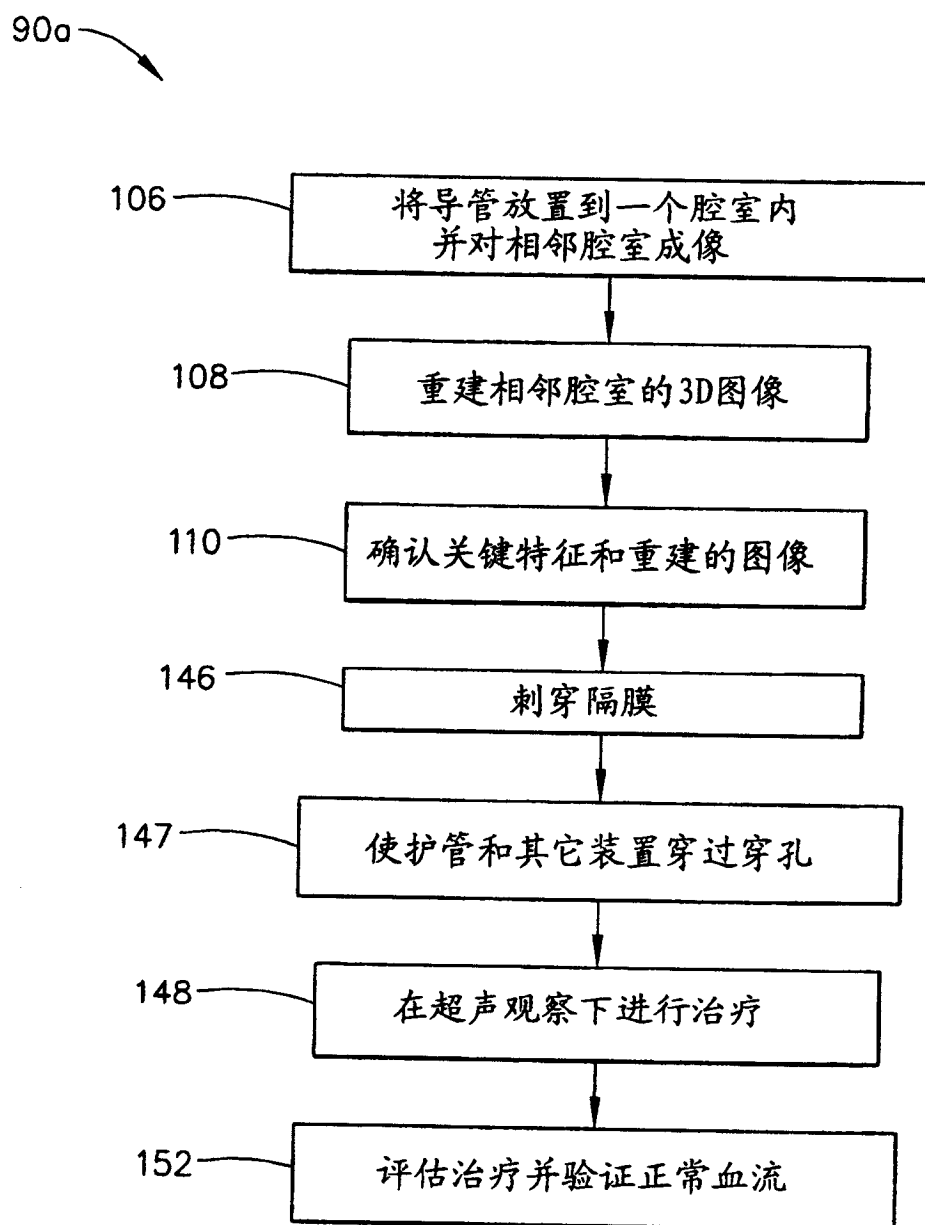 90a
106
将导管放置到一个腔室内
并对相邻腔室成像
108
重建相邻腔室的3D图像
110
确认关键特征和重建的图像
146
刺穿隔膜
147
使护管和其它装置穿过穿孔
148
在超声观察下进行治疗
152
评估治疗并验证正常血流